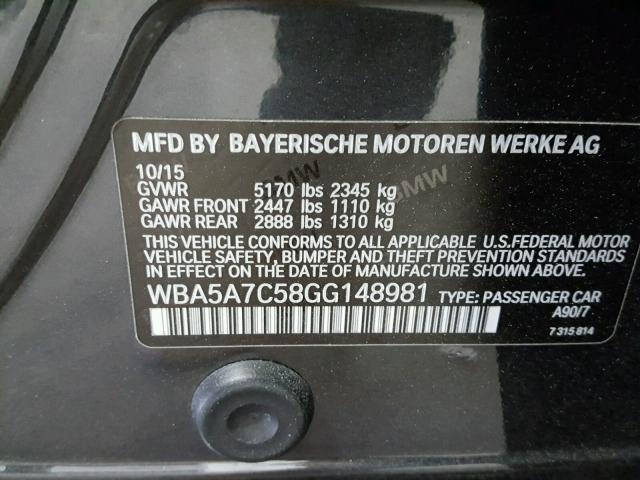 MFD BY BAYERISCHE MOTOREN WERKE AG
10/15
GVWR 5170 lbs 2345 kg
GAWR FRONT 2447 lbs 1110 kg
GAWR REAR 2888 lbs 1310 kg
THIS VEHICLE CONFORMS TO ALL APPLICABLE U.S.FEDERAL MOTOR
VEHICLE SAFETY, BUMPER AND THEFT PREVENTION STANDARDS IN
EFFECT ON THE DATE OF MANUFACTURE SHOWN ABOVE.
WBA5A7C58GG148981 TYPE: PASSENGER CAR
A90/7
7 315 814
BMW
BMW